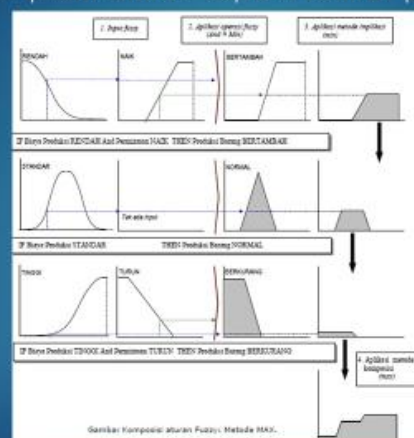 1. Input fuzzy
2. Aplikasi operasi fuzzy
(and = Min)
3. Aplikasi metode implikasi
(min)
RENDAH
NAIK
BERTAMBAH
IF Biaya Produksi RENDAH And Permintaan NAIK THEN Produksi Barang BERTAMBAH
STANDAR
Tak ada input
NORMAL
IF Biaya Produksi STANDAR THEN Produksi Barang NORMAL
TINGGI
TURUN
BERKURANG
IF Biaya Produksi TINGGI And Permintaan TURUN THEN Produksi Barang BERKURANG
4. Aplikasi metode
komposisi
(max)
Gambar Komposisi aturan Fuzzy: Metode MAX.